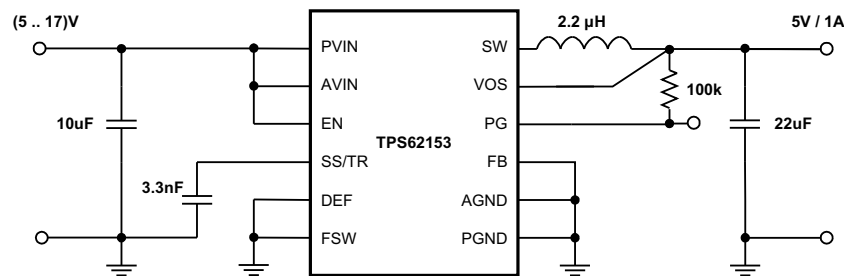 (5 .. 17)V
2.2 µH
5V / 1A
PVIN
SW
AVIN
VOS
100k
10uF
EN
PG
22uF
TPS62153
SS/TR
FB
3.3nF
DEF
AGND
FSW
PGND